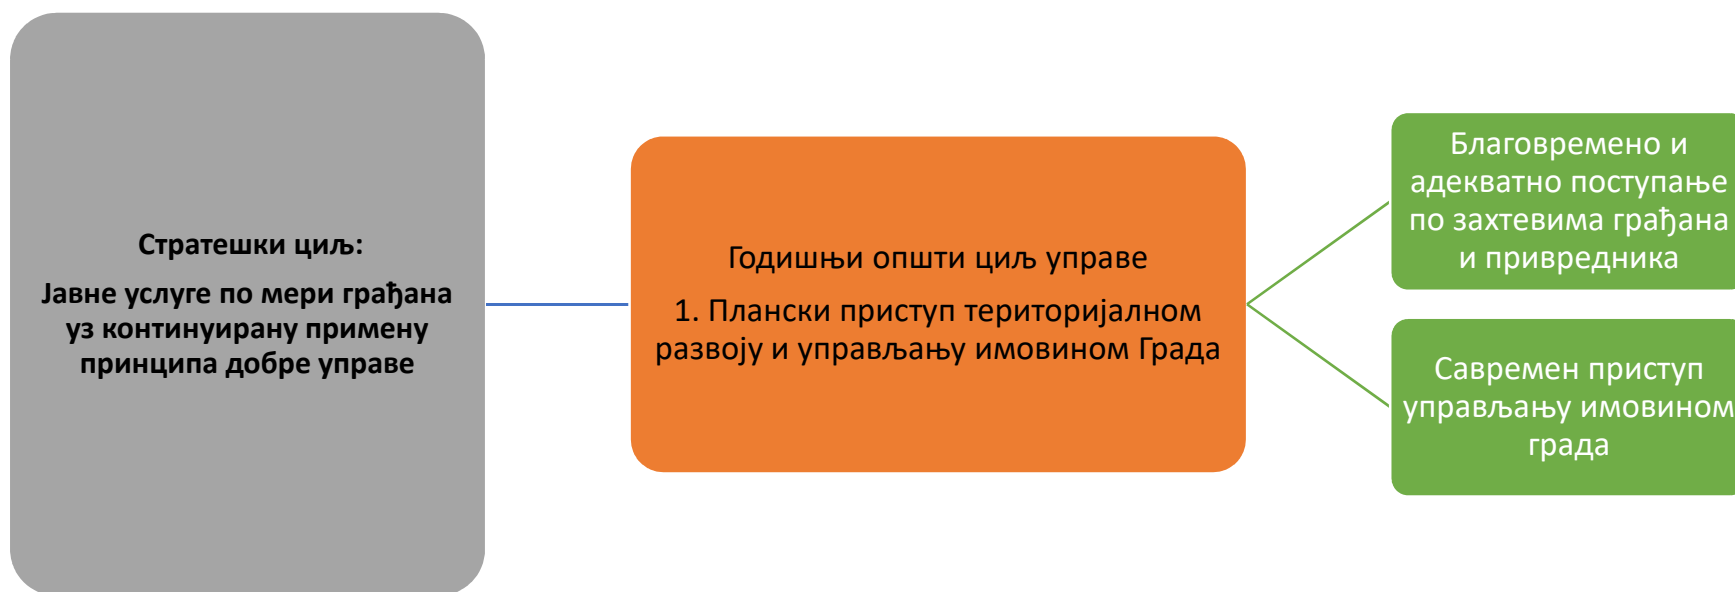 Стратешки циљ:
Јавне услуге по мери грађана
уз континуирану примену
принципа добре управе
Годишњи општи циљ управе
1. Плански приступ територијалном
развоју и управљању имовином Града
Благовремено и
адекватно поступање
по захтевима грађана
и привредника
Савремен приступ
управљању имовином
града